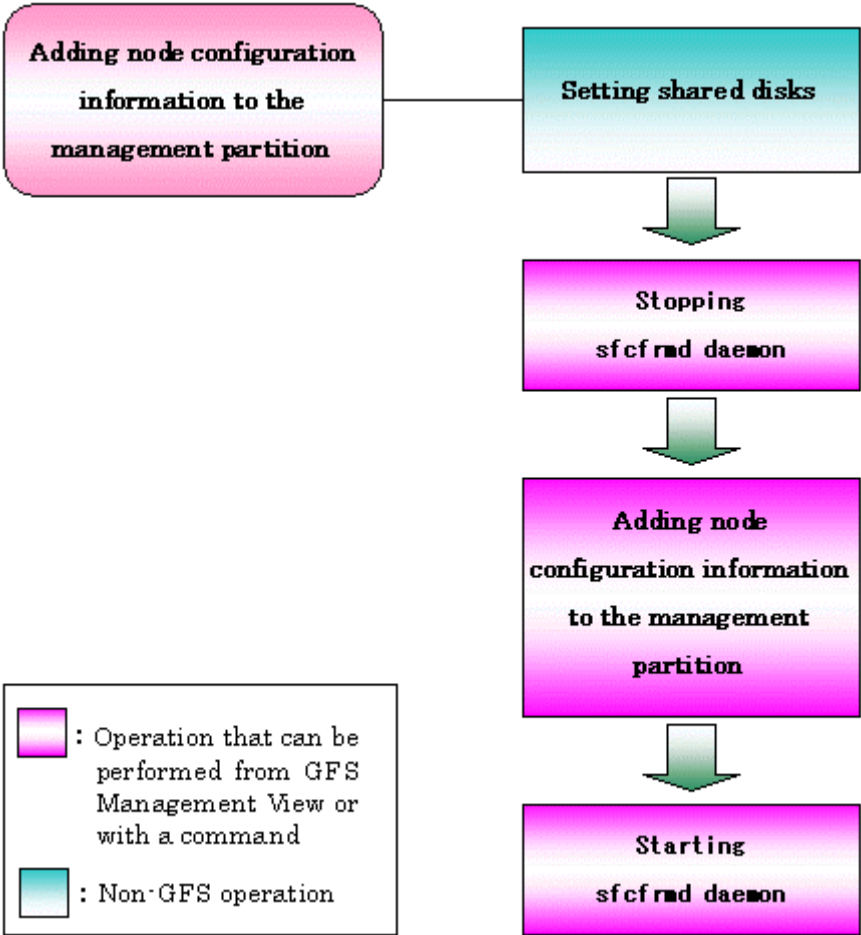 Adding node configuration
information to the
management partition
Setting shared disks
Stopping
sfcfrmd daemon
Adding node
configuration information
to the management
partition
Starting
sfcfrmd daemon
: Operation that can be
performed from GFS
Management View or
with a command
: Non-GFS operation